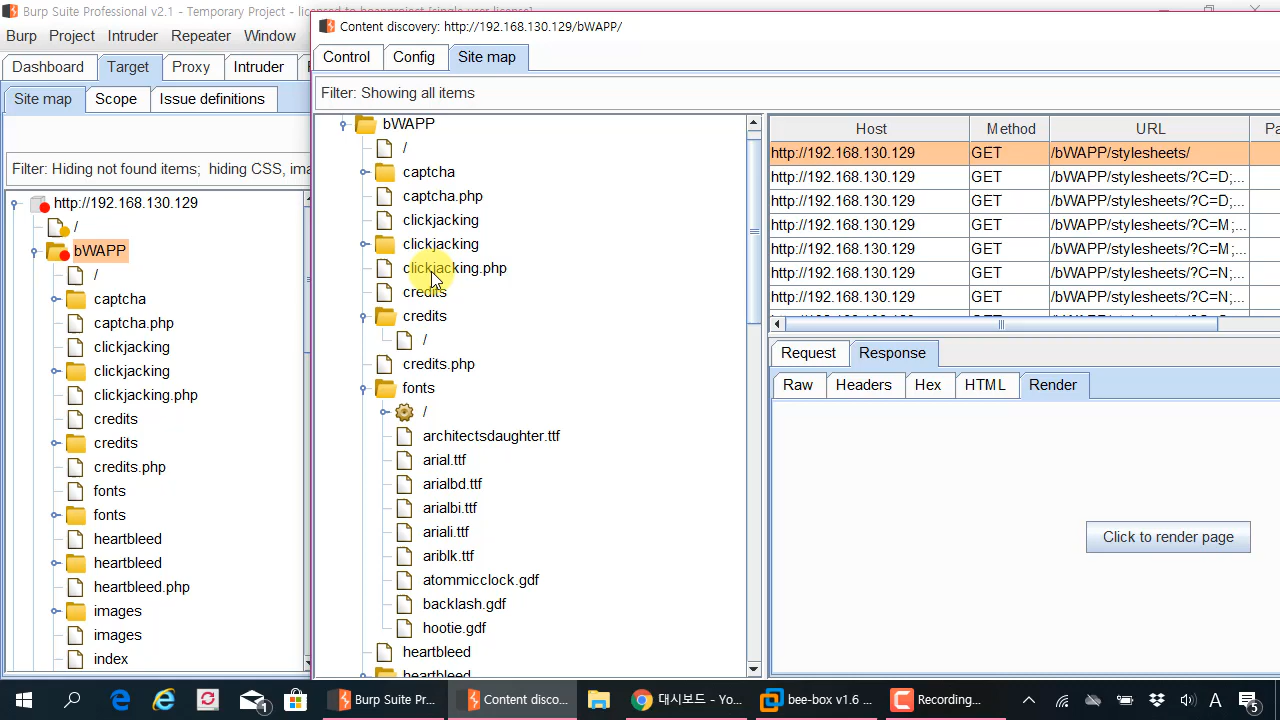 Burp Suite Professional v2.1 - Temporary Project - licensed to
Burp Project Intruder Repeater Window
Dashboard Target Proxy Intruder
Site map Scope Issue definitions
Filter: Hiding not found items; hiding CSS, ima
http://192.168.130.129
/
bWAPP
/
captcha
captcha.php
clickjacking
clickjacking
clickjacking.php
credits
credits
credits.php
fonts
fonts
heartbleed
heartbleed
heartbleed.php
images
images
index
Content discovery: http://192.168.130.129/bWAPP/
Control Config Site map
Filter: Showing all items
bWAPP
/
captcha
captcha.php
clickjacking
clickjacking
clickjacking.php
credits
credits
/
credits.php
fonts
/
architectsdaughter.ttf
arial.ttf
arialbd.ttf
arialbi.ttf
ariali.ttf
ariblk.ttf
atommicclock.gdf
backlash.gdf
hootie.gdf
heartbleed
heartbleed
Host Method URL Pa
http://192.168.130.129 GET /bWAPP/stylesheets/
http://192.168.130.129 GET /bWAPP/stylesheets/?C=D;...
http://192.168.130.129 GET /bWAPP/stylesheets/?C=D;...
http://192.168.130.129 GET /bWAPP/stylesheets/?C=M;...
http://192.168.130.129 GET /bWAPP/stylesheets/?C=M;...
http://192.168.130.129 GET /bWAPP/stylesheets/?C=N;...
http://192.168.130.129 GET /bWAPP/stylesheets/?C=N;...
Request Response
Raw Headers Hex HTML Render
Click to render page
1 Burp Suite Pr... Content disco... 대시보드 - Yo... bee-box v1.6 ... Recording... A 5